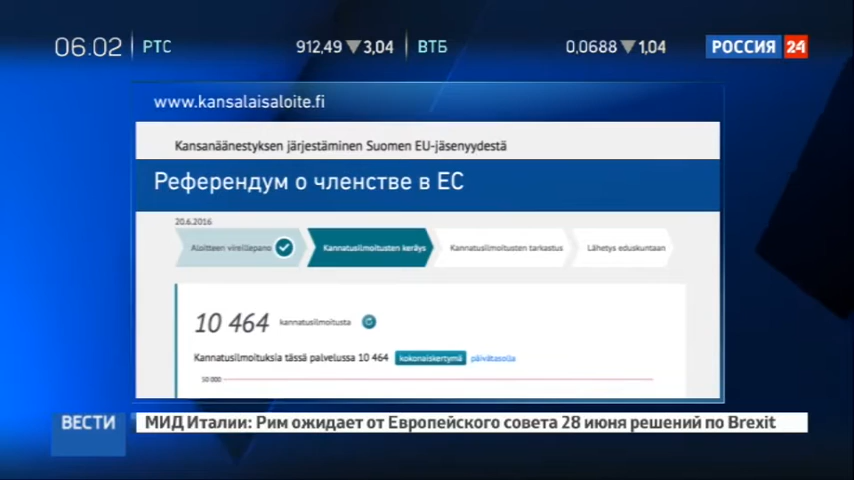 06.02 РТС 912,49▼3,04 ВТБ 0,0688▼1,04 РОССИЯ 24
www.kansalaisaloite.fi
Kansanäänestyksen järjestäminen Suomen EU-jäsenyydestä
Референдум о членстве в ЕС
20.6.2016
Aloitteen vireillepano Kannatusilmoitusten keräys Kannatusilmoitusten tarkastus Lähetys eduskuntaan
10 464 kannatusilmoitusta
Kannatusilmoituksia tässä palvelussa 10 464 kokonaiskertymä päivätasolla
50 000
ВЕСТИ МИД Италии: Рим ожидает от Европейского совета 28 июня решений по Brexit